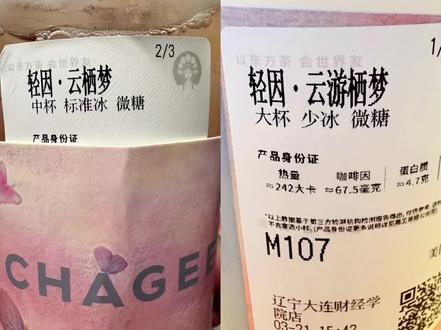 2/3
以东方茶 会世界友
轻因·云栖梦
中杯 标准冰 微糖
产品身份证
CHAGEE
1/
以东方茶 会世界友
轻因·云游栖梦
大杯 少冰 微糖
产品身份证
热量 咖啡因 蛋白质
≈242大卡 ≈67.5毫克 ≈4.7克
M107
辽宁大连财经学
院店
03-21 15:42